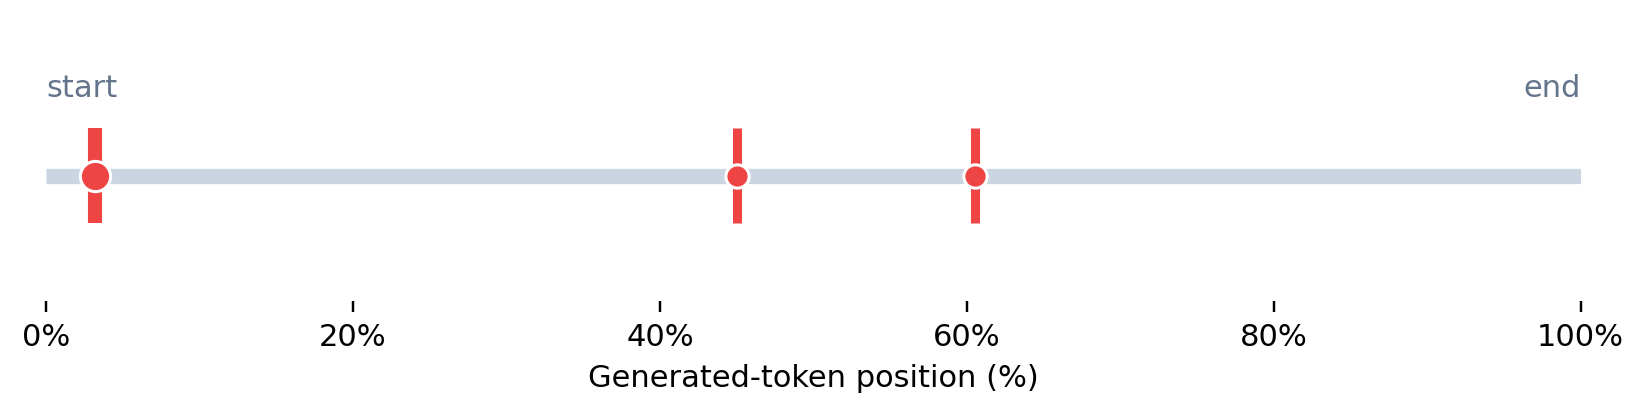 start end
0% 20% 40% 60% 80% 100%
Generated-token position (%)